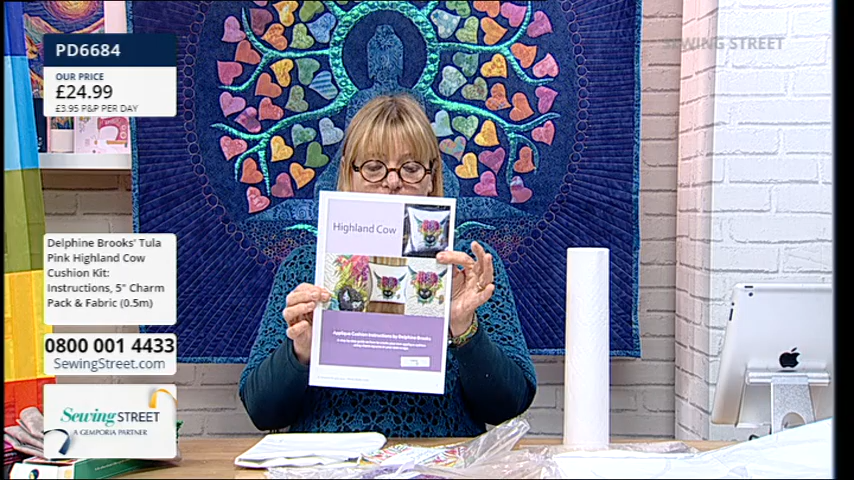 PD6684
OUR PRICE
£24.99
£3.95 P&P PER DAY
SEWING STREET
Highland Cow
Applique Cushion Instructions by Delphine Brooks
Delphine Brooks' Tula
Pink Highland Cow
Cushion Kit:
Instructions, 5" Charm
Pack & Fabric (0.5m)
0800 001 4433
SewingStreet.com
Sewing STREET
A GEMPORIA PARTNER